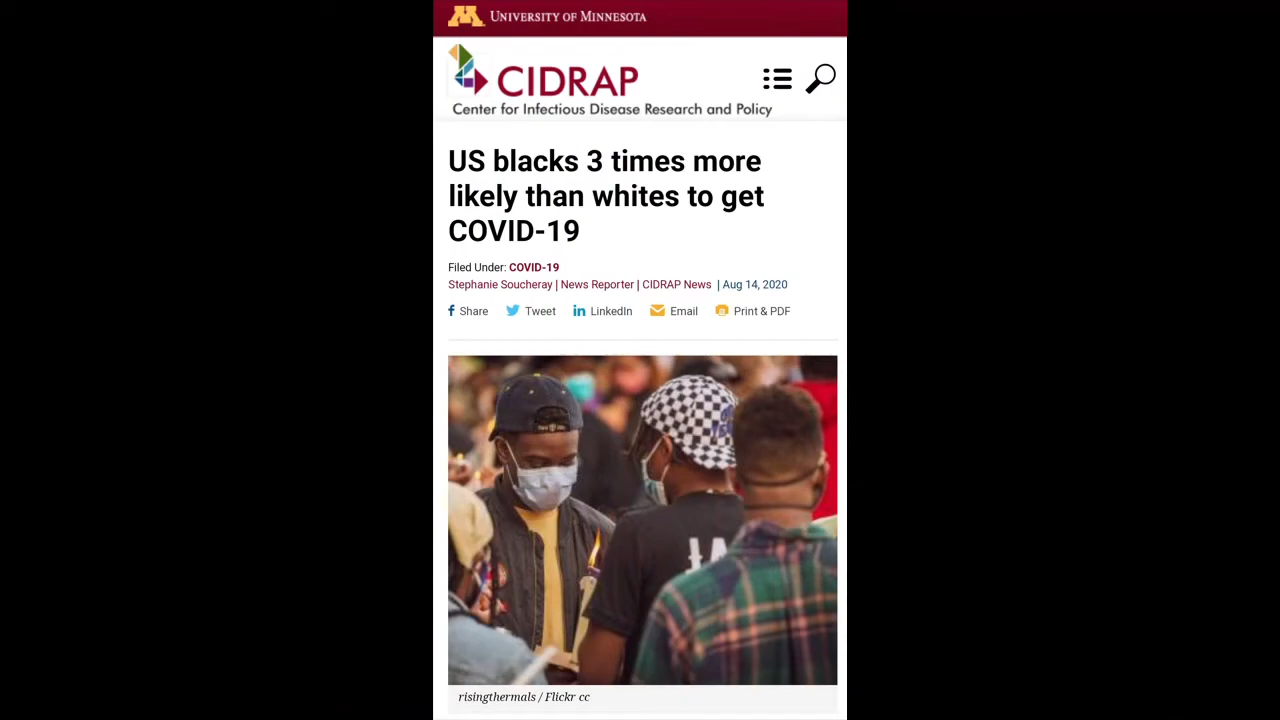 UNIVERSITY OF MINNESOTA
CIDRAP
Center for Infectious Disease Research and Policy
US blacks 3 times more
likely than whites to get
COVID-19
Filed Under: COVID-19
Stephanie Soucheray | News Reporter | CIDRAP News | Aug 14, 2020
Share Tweet LinkedIn Email Print & PDF
risingthermals / Flickr cc